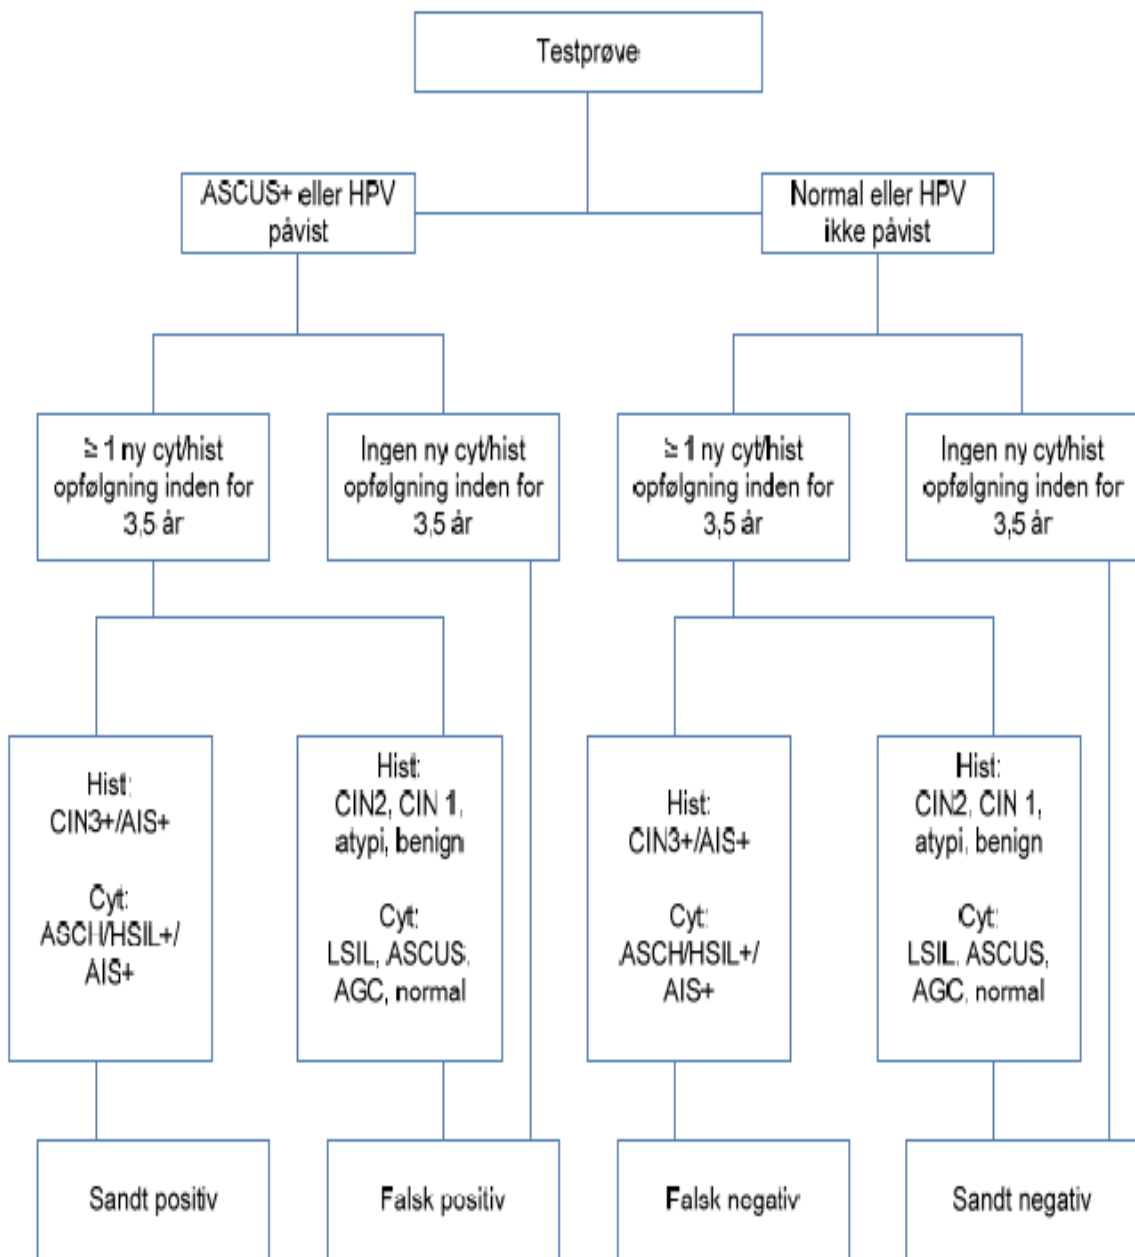 Testprøve
ASCUS+ eller HPV
påvist
Normal eller HPV
ikke påvist
≥ 1 ny cyt/hist
opfølgning inden for
3,5 år
Ingen ny cyt/hist
opfølgning inden for
3,5 år
≥ 1 ny cyt/hist
opfølgning inden for
3,5 år
Ingen ny cyt/hist
opfølgning inden for
3,5 år
Hist:
CIN3+/AIS+
Cyt:
ASCH/HSIL+/
AIS+
Hist:
CIN2, CIN 1,
atypi, benign
Cyt:
LSIL, ASCUS,
AGC, normal
Hist:
CIN3+/AIS+
Cyt:
ASCH/HSIL+/
AIS+
Hist:
CIN2, CIN 1,
atypi, benign
Cyt:
LSIL, ASCUS,
AGC, normal
Sandt positiv
Falsk positiv
Falsk negativ
Sandt negativ